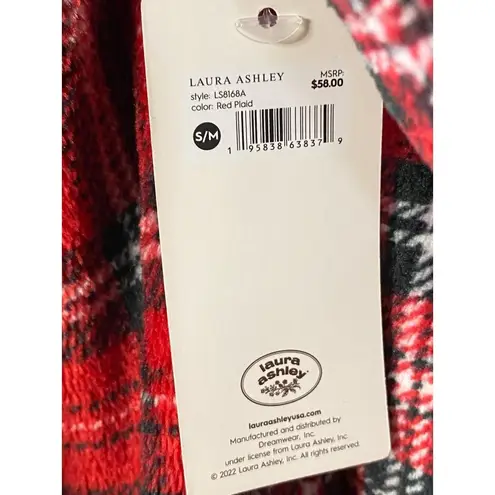 LAURA ASHLEY
MSRP:
$58.00
style: LS8168A
color: Red Plaid
S/M
1 95838 63837 9
laura
ashley
lauraashleyusa.com
Manufactured and distributed by
Dreamwear, Inc.
under license from Laura Ashley, Inc.
© 2022 Laura Ashley, Inc. All rights reserved.